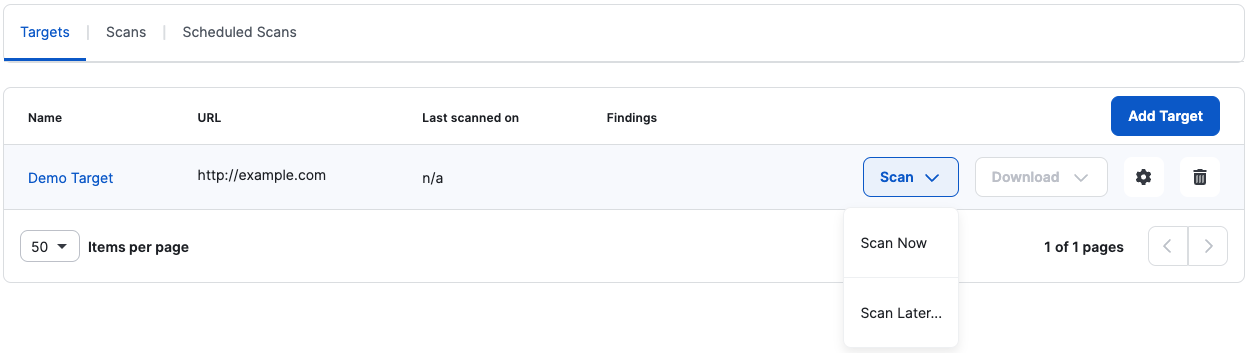 Targets | Scans | Scheduled Scans
Name URL Last scanned on Findings Add Target
Demo Target http://example.com n/a Scan Download
50 Items per page 1 of 1 pages
Scan Now
Scan Later...